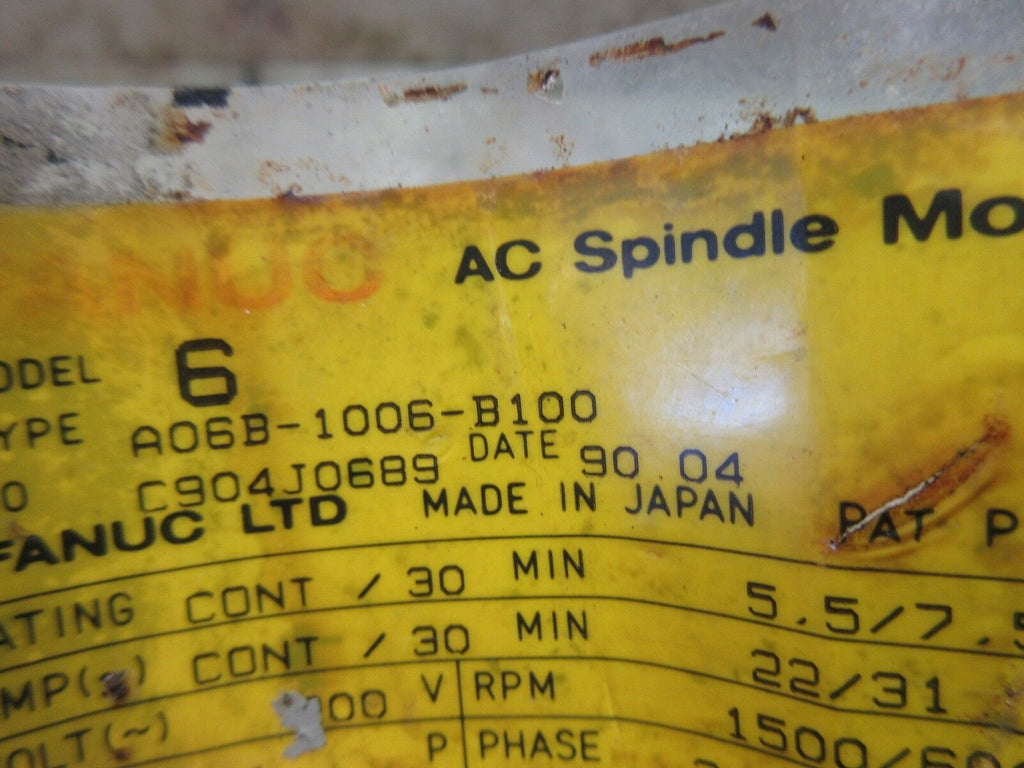 ANUC AC Spindle Mo
ODEL 6
YPE A06B-1006-B100
O C904J0689 DATE 90.04
FANUC LTD MADE IN JAPAN PAT P
ATING CONT / 30 MIN 5.5/7.5
MP(~) CONT / 30 MIN 22/31
OLT(~) 00 V RPM 1500/60
P PHASE